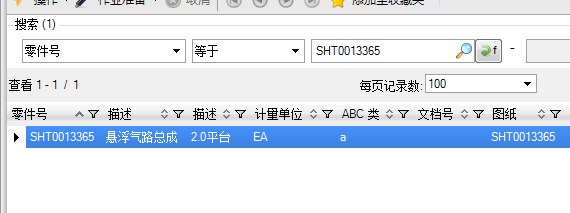 操作 作业准备 取消 添加至收藏夹
搜索 (1)
零件号 等于 SHT0013365 f -
查看 1 - 1 / 1 每页记录数: 100
零件号 描述 描述 计量单位 ABC 类 文档号 图纸
SHT0013365 悬浮气路总成 2.0平台 EA a SHT0013365